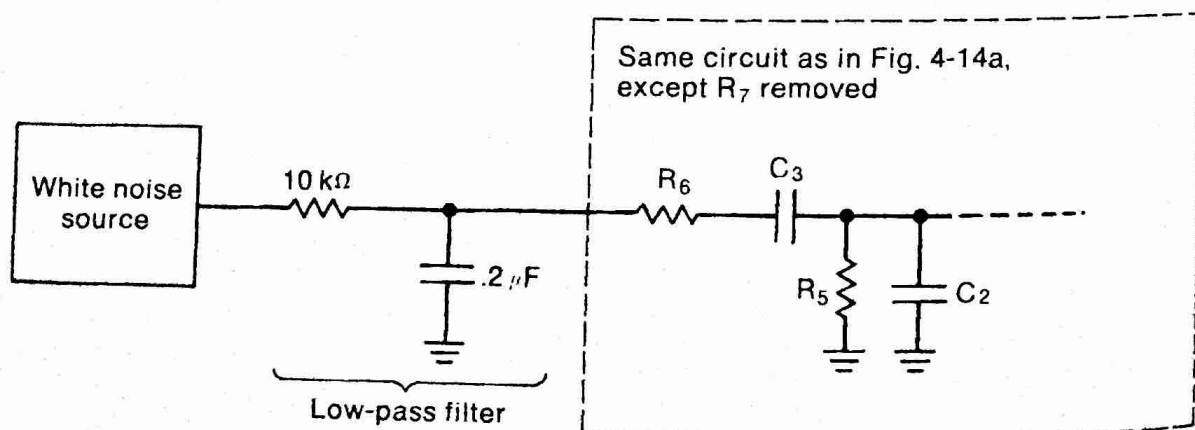 Same circuit as in Fig. 4-14a,
except R7 removed
White noise
source
10 kΩ
.2 μF
R6
C3
R5
C2
Low-pass filter